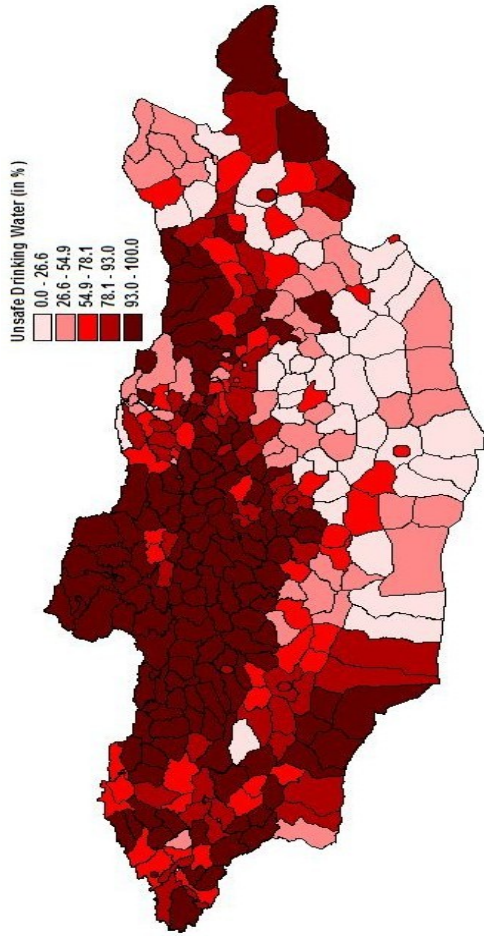 Unsafe Drinking Water (in %)
0.0 - 26.6
26.6 - 54.9
54.9 - 78.1
78.1 - 93.0
93.0 - 100.0